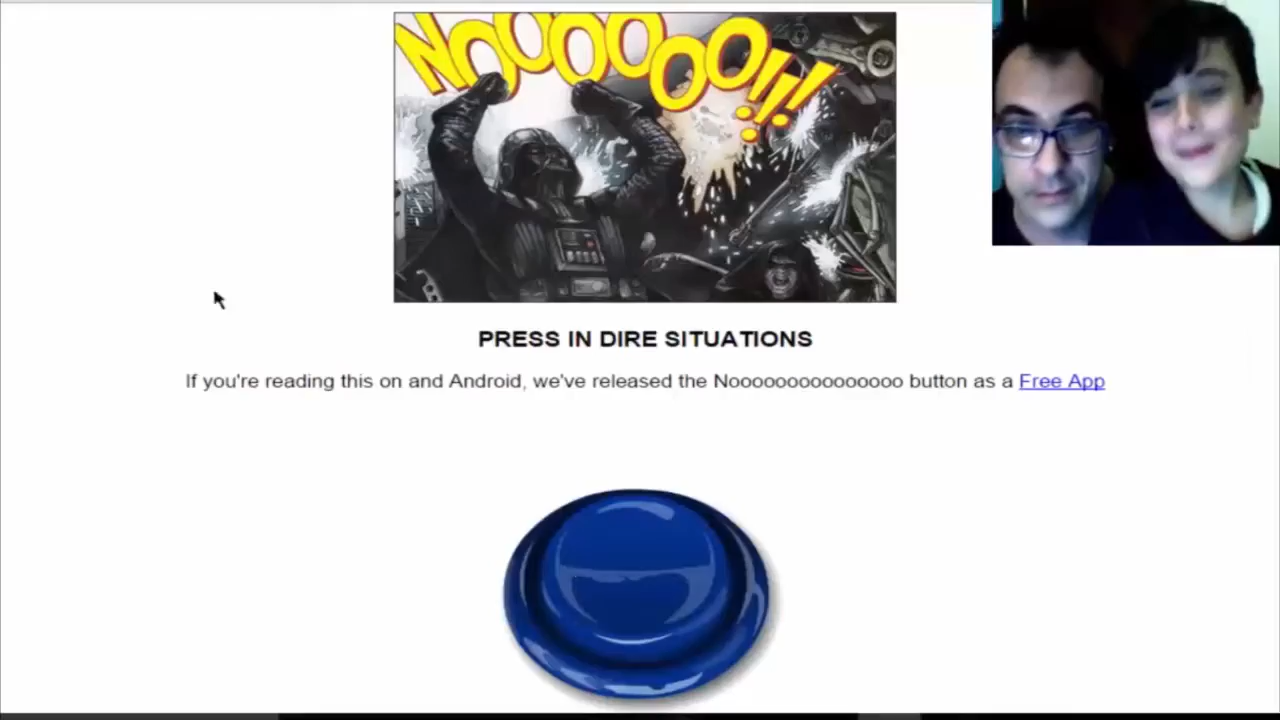 NOOOOOO!!!
PRESS IN DIRE SITUATIONS
If you're reading this on and Android, we've released the Nooooooooooooooo button as a Free App